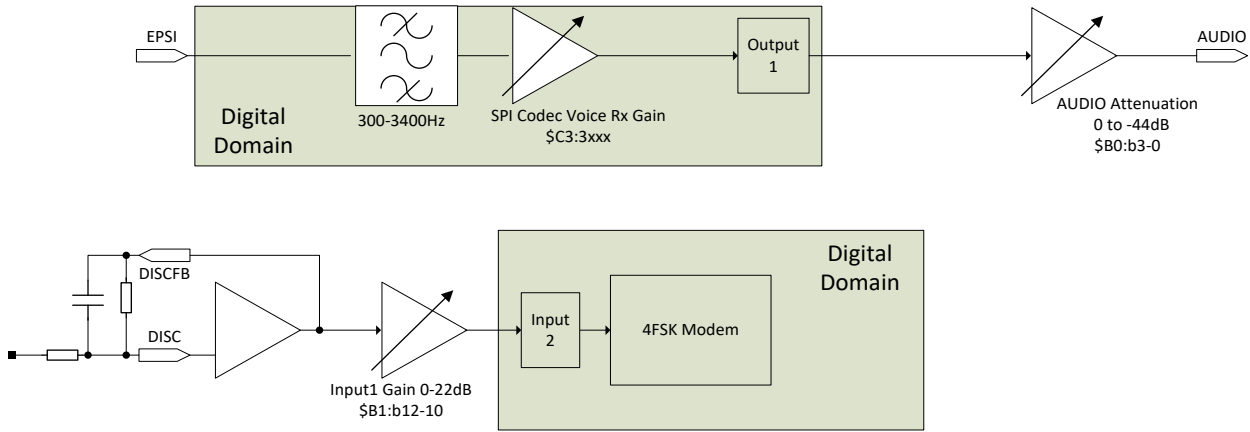 EPSI
Digital
Domain
300-3400Hz
SPI Codec Voice Rx Gain
$C3:3xxx
Output
1
AUDIO
AUDIO Attenuation
0 to -44dB
$B0:b3-0
DISCFB
DISC
Input1 Gain 0-22dB
$B1:b12-10
Input
2
4FSK Modem
Digital
Domain